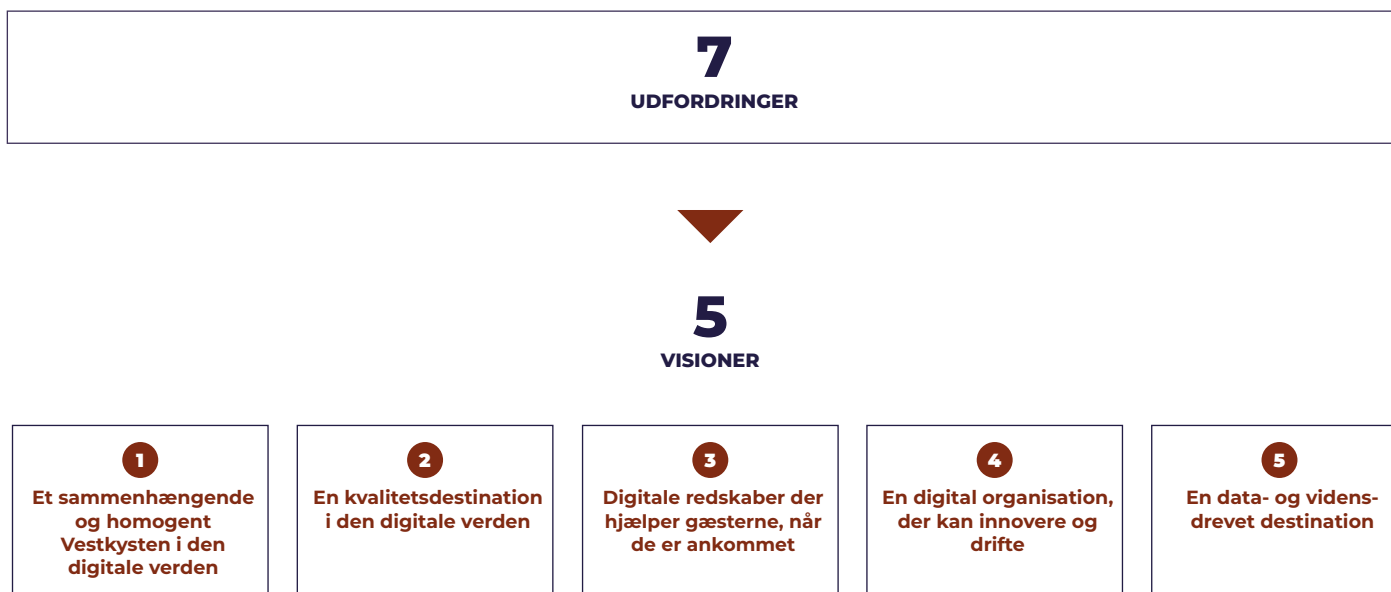 7
UDFORDRINGER
5
VISIONER
1
Et sammenhængende
og homogent
Vestkysten i den
digitale verden
2
En kvalitetsdestination
i den digitale verden
3
Digitale redskaber der
hjælper gæsterne, når
de er ankommet
4
En digital organisation,
der kan innovere og
drifte
5
En data- og videns-
drevet destination